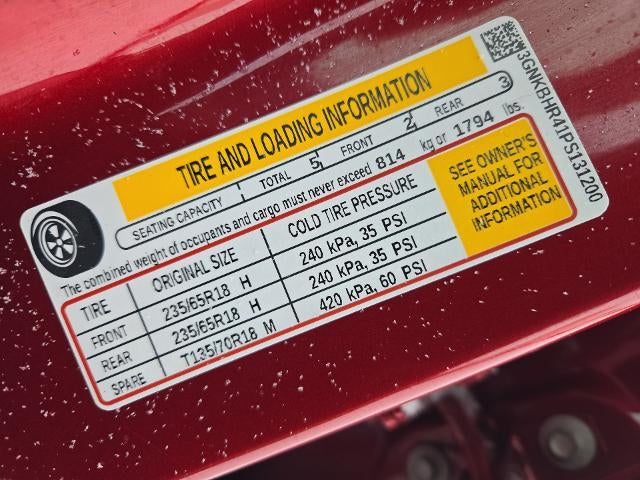 TIRE AND LOADING INFORMATION
SEATING CAPACITY TOTAL 5 FRONT 2 REAR 3
The combined weight of occupants and cargo must never exceed 814 kg or 1794 lbs.
TIRE ORIGINAL SIZE COLD TIRE PRESSURE
FRONT 235/65R18 H 240 kPa, 35 PSI
REAR 235/65R18 H 240 kPa, 35 PSI
SPARE T135/70R18 M 420 kPa, 60 PSI
SEE OWNER'S
MANUAL FOR
ADDITIONAL
INFORMATION
3GNKBHR41PS131200